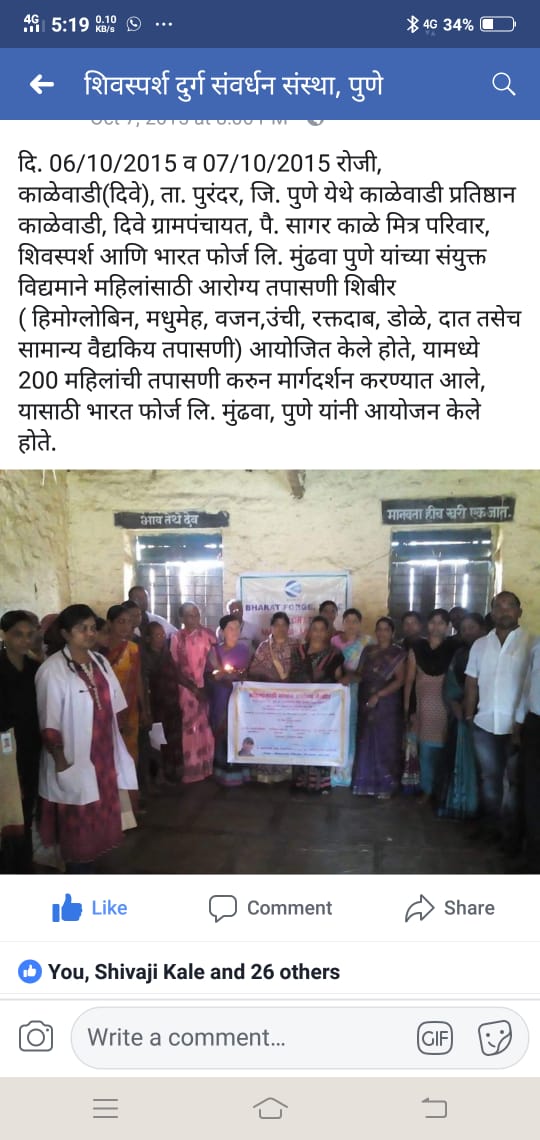 4G 5:19 0.10 KB/s ... 4G 34%
शिवस्पर्श दुर्ग संवर्धन संस्था, पुणे
दि. 06/10/2015 व 07/10/2015 रोजी,
काळेवाडी(दिवे), ता. पुरंदर, जि. पुणे येथे काळेवाडी प्रतिष्ठान
काळेवाडी, दिवे ग्रामपंचायत, पै. सागर काळे मित्र परिवार,
शिवस्पर्श आणि भारत फोर्ज लि. मुंढवा पुणे यांच्या संयुक्त
विद्यमाने महिलांसाठी आरोग्य तपासणी शिबीर
( हिमोग्लोबिन, मधुमेह, वजन,उंची, रक्तदाब, डोळे, दात तसेच
सामान्य वैद्यकिय तपासणी) आयोजित केले होते, यामध्ये
200 महिलांची तपासणी करुन मार्गदर्शन करण्यात आले,
यासाठी भारत फोर्ज लि. मुंढवा, पुणे यांनी आयोजन केले
होते.
भाव तेथे देव
मानवता हीच खरी एक जात.
BHARAT FORGE
Like Comment Share
You, Shivaji Kale and 26 others
Write a comment... GIF